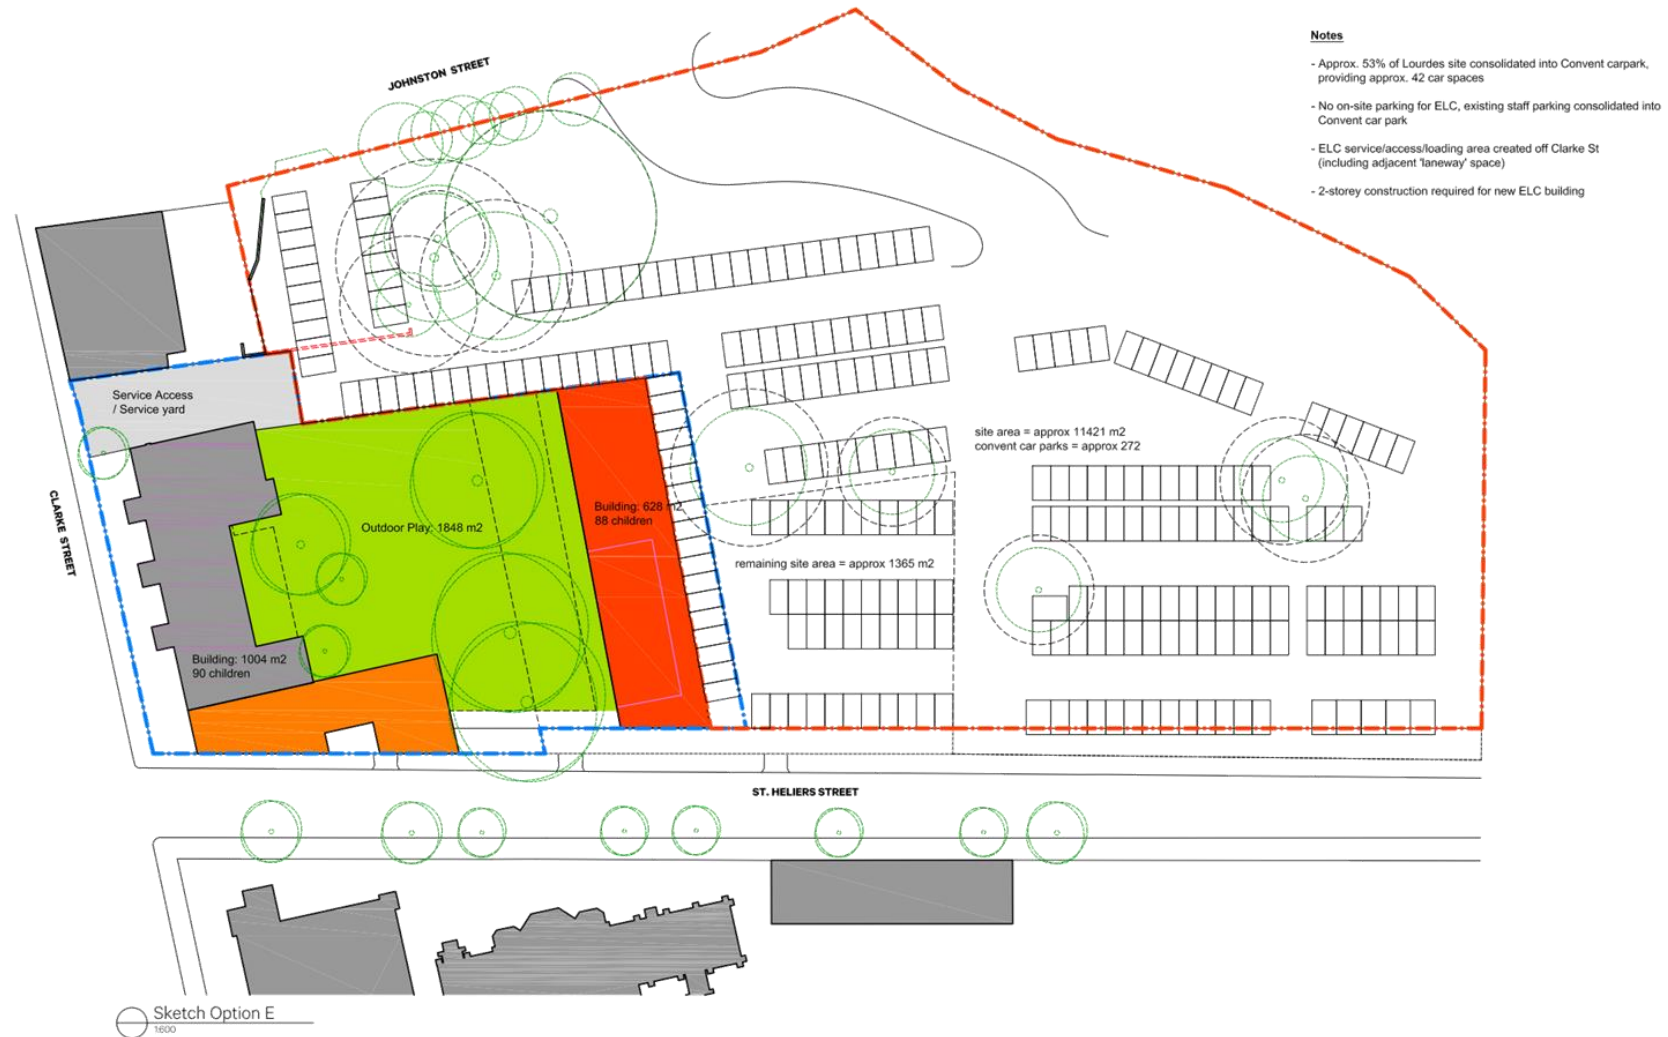 JOHNSTON STREET
Notes
- Approx. 53% of Lourdes site consolidated into Convent carpark,
providing approx. 42 car spaces
- No on-site parking for ELC, existing staff parking consolidated into
Convent car park
- ELC service/access/loading area created off Clarke St
(including adjacent 'laneway' space)
- 2-storey construction required for new ELC building
Service Access
/ Service yard
site area = approx 11421 m2
convent car parks = approx 272
CLARKE STREET
Outdoor Play: 1848 m2
Building: 628 m2
88 children
remaining site area = approx 1365 m2
Building: 1004 m2
90 children
ST. HELIERS STREET
Sketch Option E
1:600